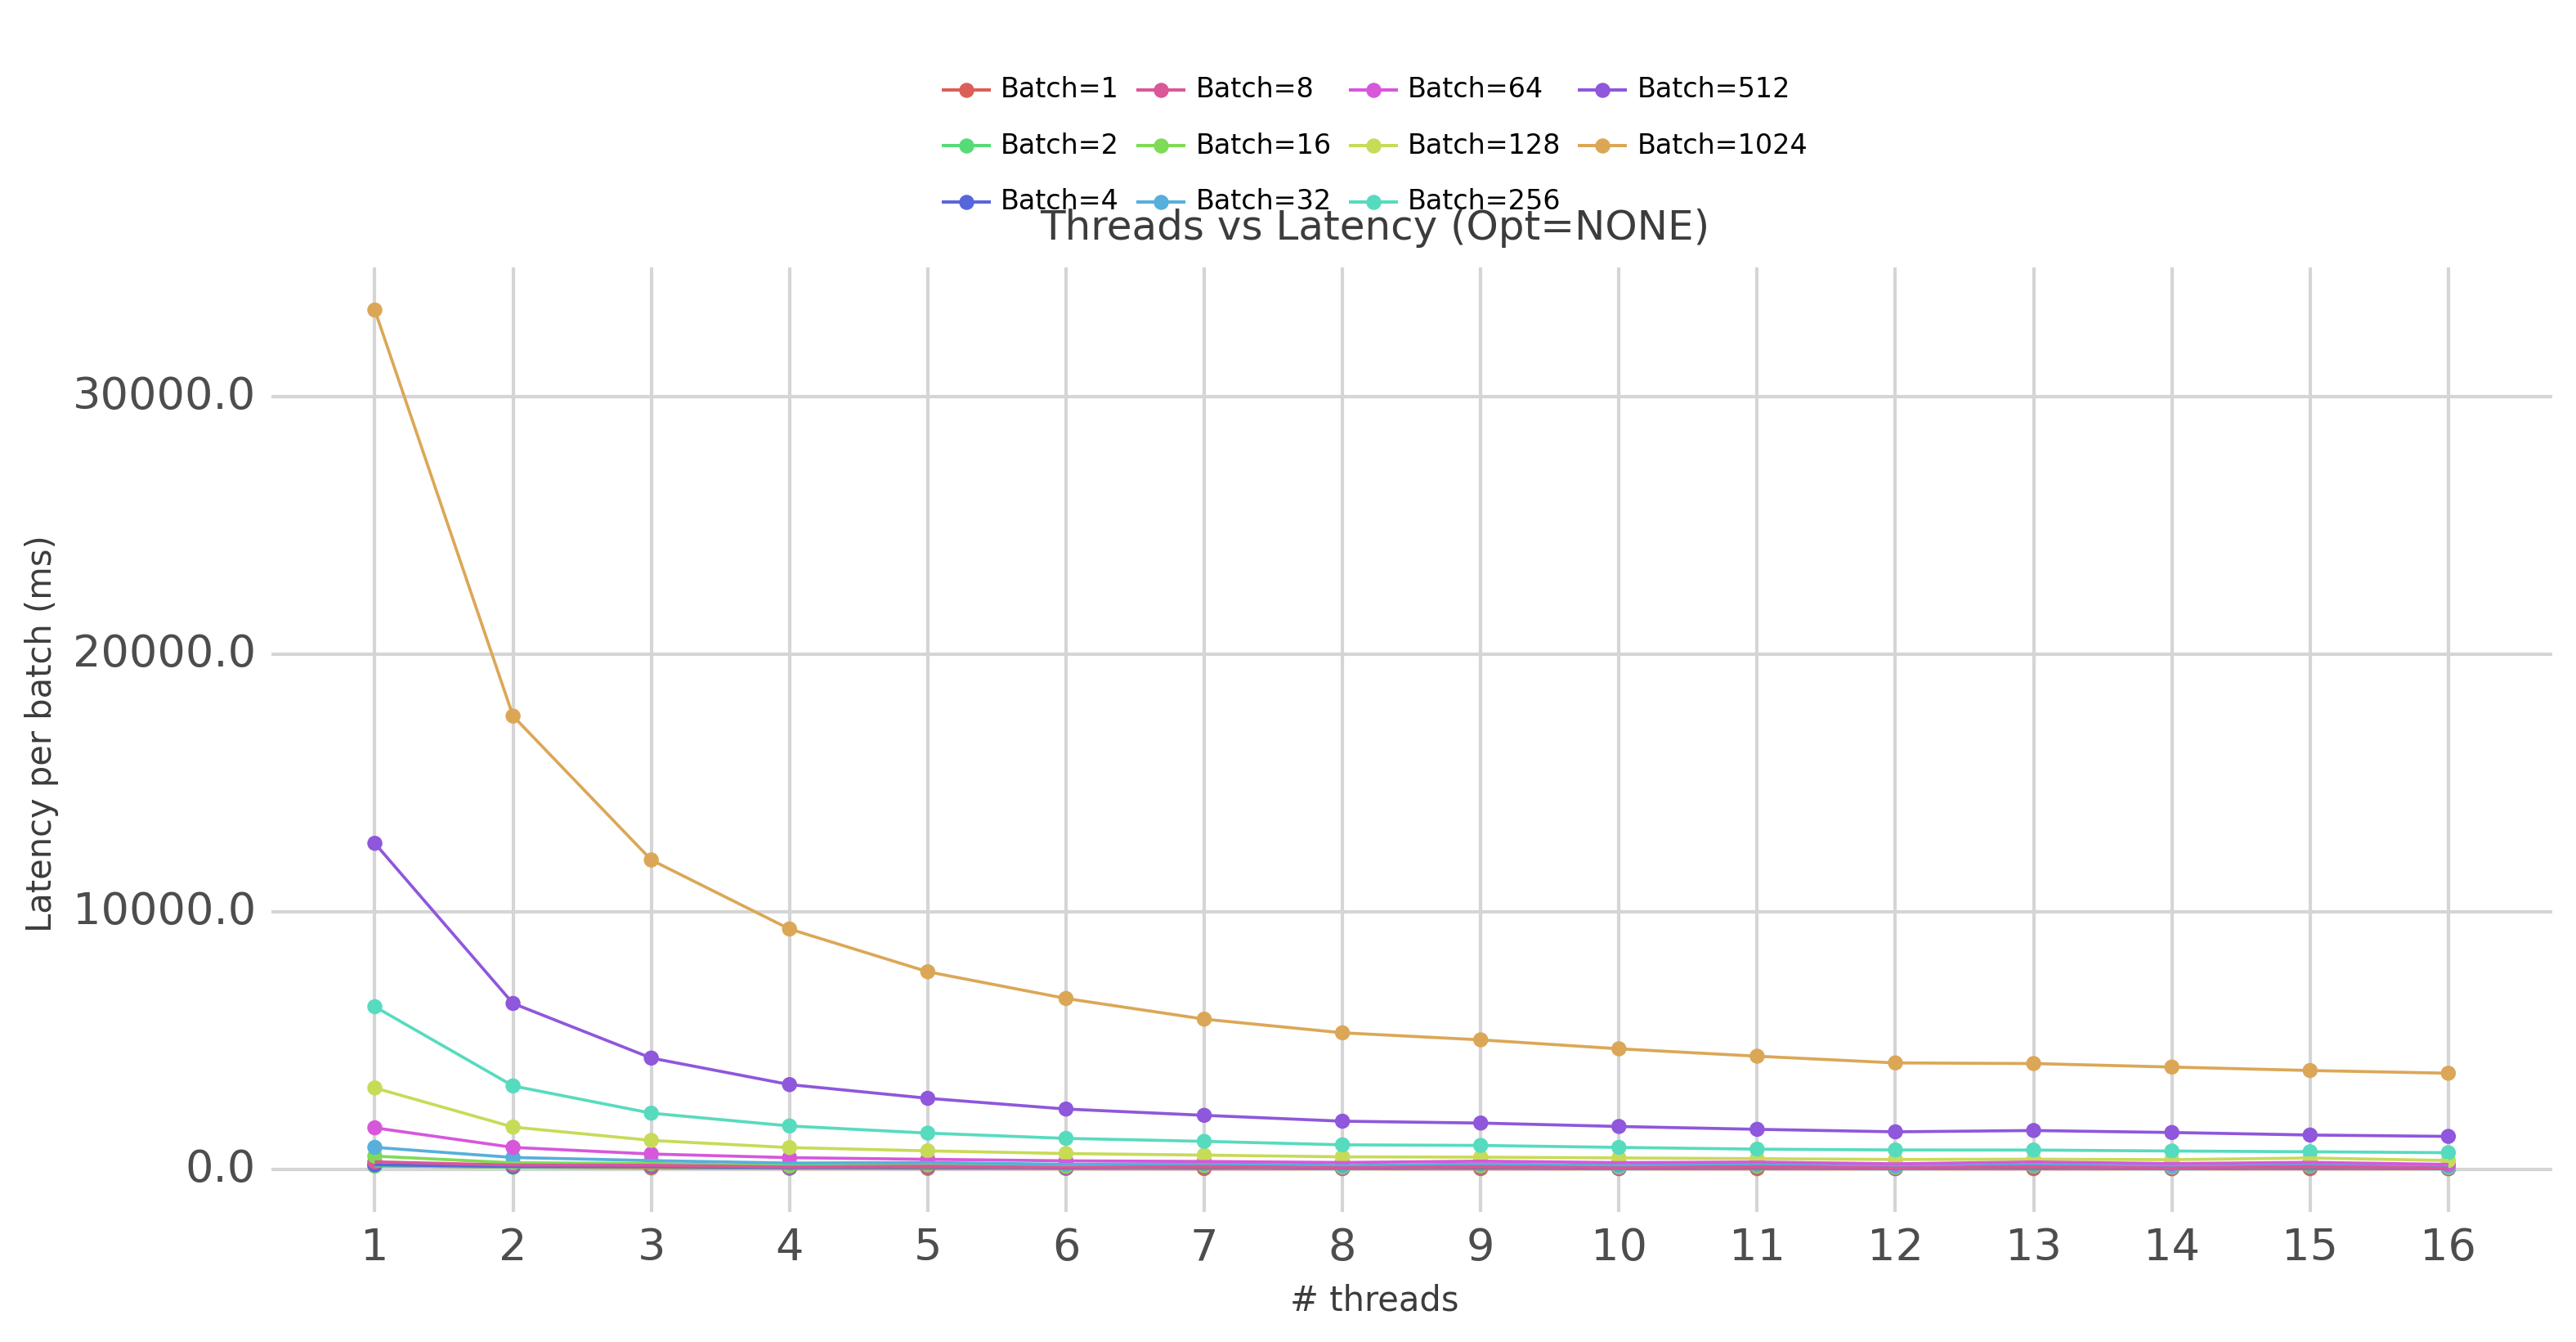 Batch=1 Batch=8 Batch=64 Batch=512
Batch=2 Batch=16 Batch=128 Batch=1024
Batch=4 Batch=32 Batch=256
Threads vs Latency (Opt=NONE)
Latency per batch (ms)
30000.0
20000.0
10000.0
0.0
1 2 3 4 5 6 7 8 9 10 11 12 13 14 15 16
# threads